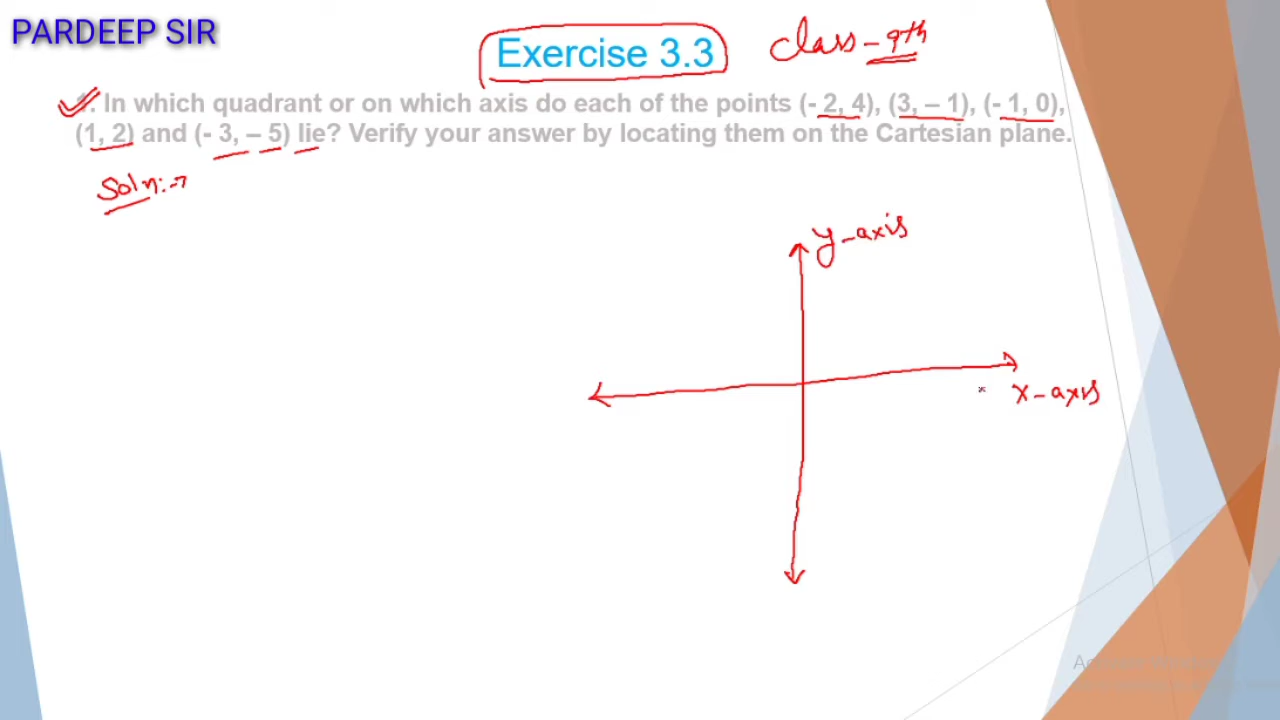 PARDEEP SIR
Exercise 3.3
Class - 9th
1. In which quadrant or on which axis do each of the points (- 2, 4), (3, – 1), (- 1, 0),
(1, 2) and (- 3, – 5) lie? Verify your answer by locating them on the Cartesian plane.
Soln:-
y-axis
x-axis